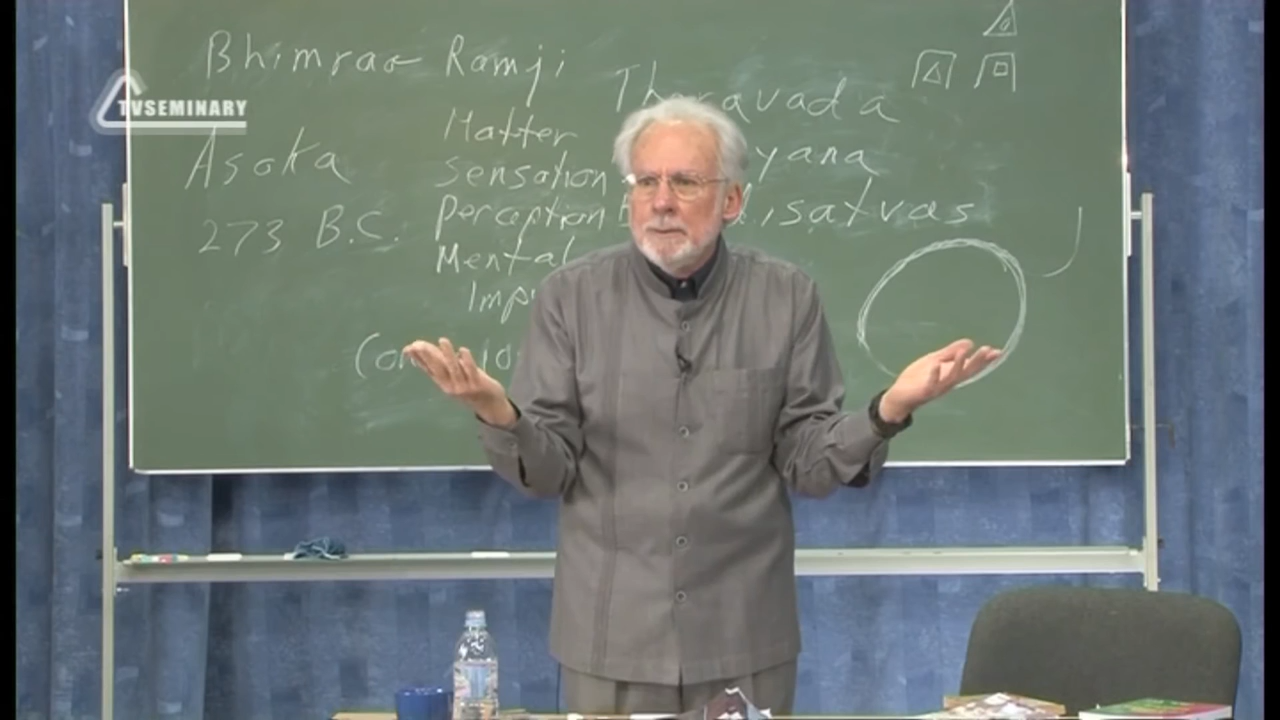 TVSEMINARY
Bhimrao Ramji
Theravada
Matter
Asoka
sensation
yana
273 B.C.
perception
isatvas
Mental